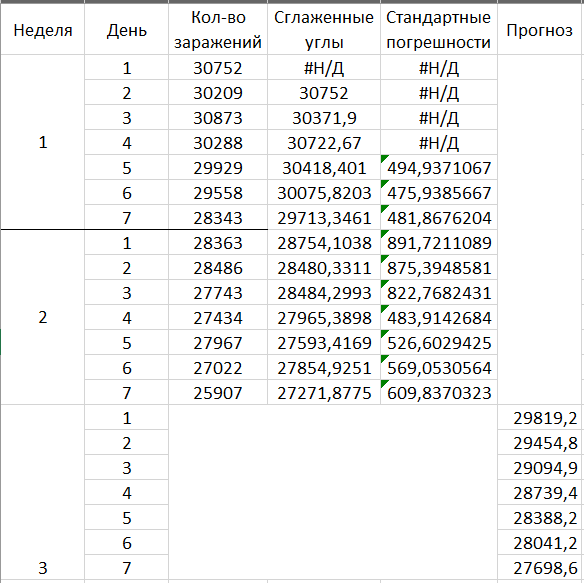 Неделя День Кол-во заражений Сглаженные углы Стандартные погрешности Прогноз
1 1 30752 #Н/Д #Н/Д
2 30209 30752 #Н/Д
3 30873 30371,9 #Н/Д
4 30288 30722,67 #Н/Д
5 29929 30418,401 494,9371067
6 29558 30075,8203 475,9385667
7 28343 29713,3461 481,8676204
2 1 28363 28754,1038 891,7211089
2 28486 28480,3311 875,3948581
3 27743 28484,2993 822,7682431
4 27434 27965,3898 483,9142684
5 27967 27593,4169 526,6029425
6 27022 27854,9251 569,0530564
7 25907 27271,8775 609,8370323
1 29819,2
2 29454,8
3 29094,9
4 28739,4
5 28388,2
6 28041,2
3 7 27698,6